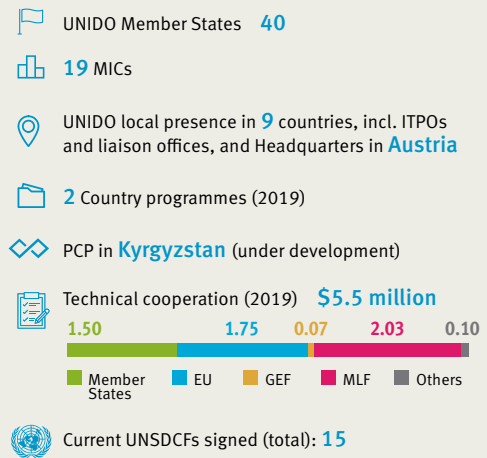 UNIDO Member States 40
19 MICs
UNIDO local presence in 9 countries, incl. ITPOs
and liaison offices, and Headquarters in Austria
2 Country programmes (2019)
PCP in Kyrgyzstan (under development)
Technical cooperation (2019) $5.5 million
1.50 1.75 0.07 2.03 0.10
Member States EU GEF MLF Others
Current UNSDCFs signed (total): 15